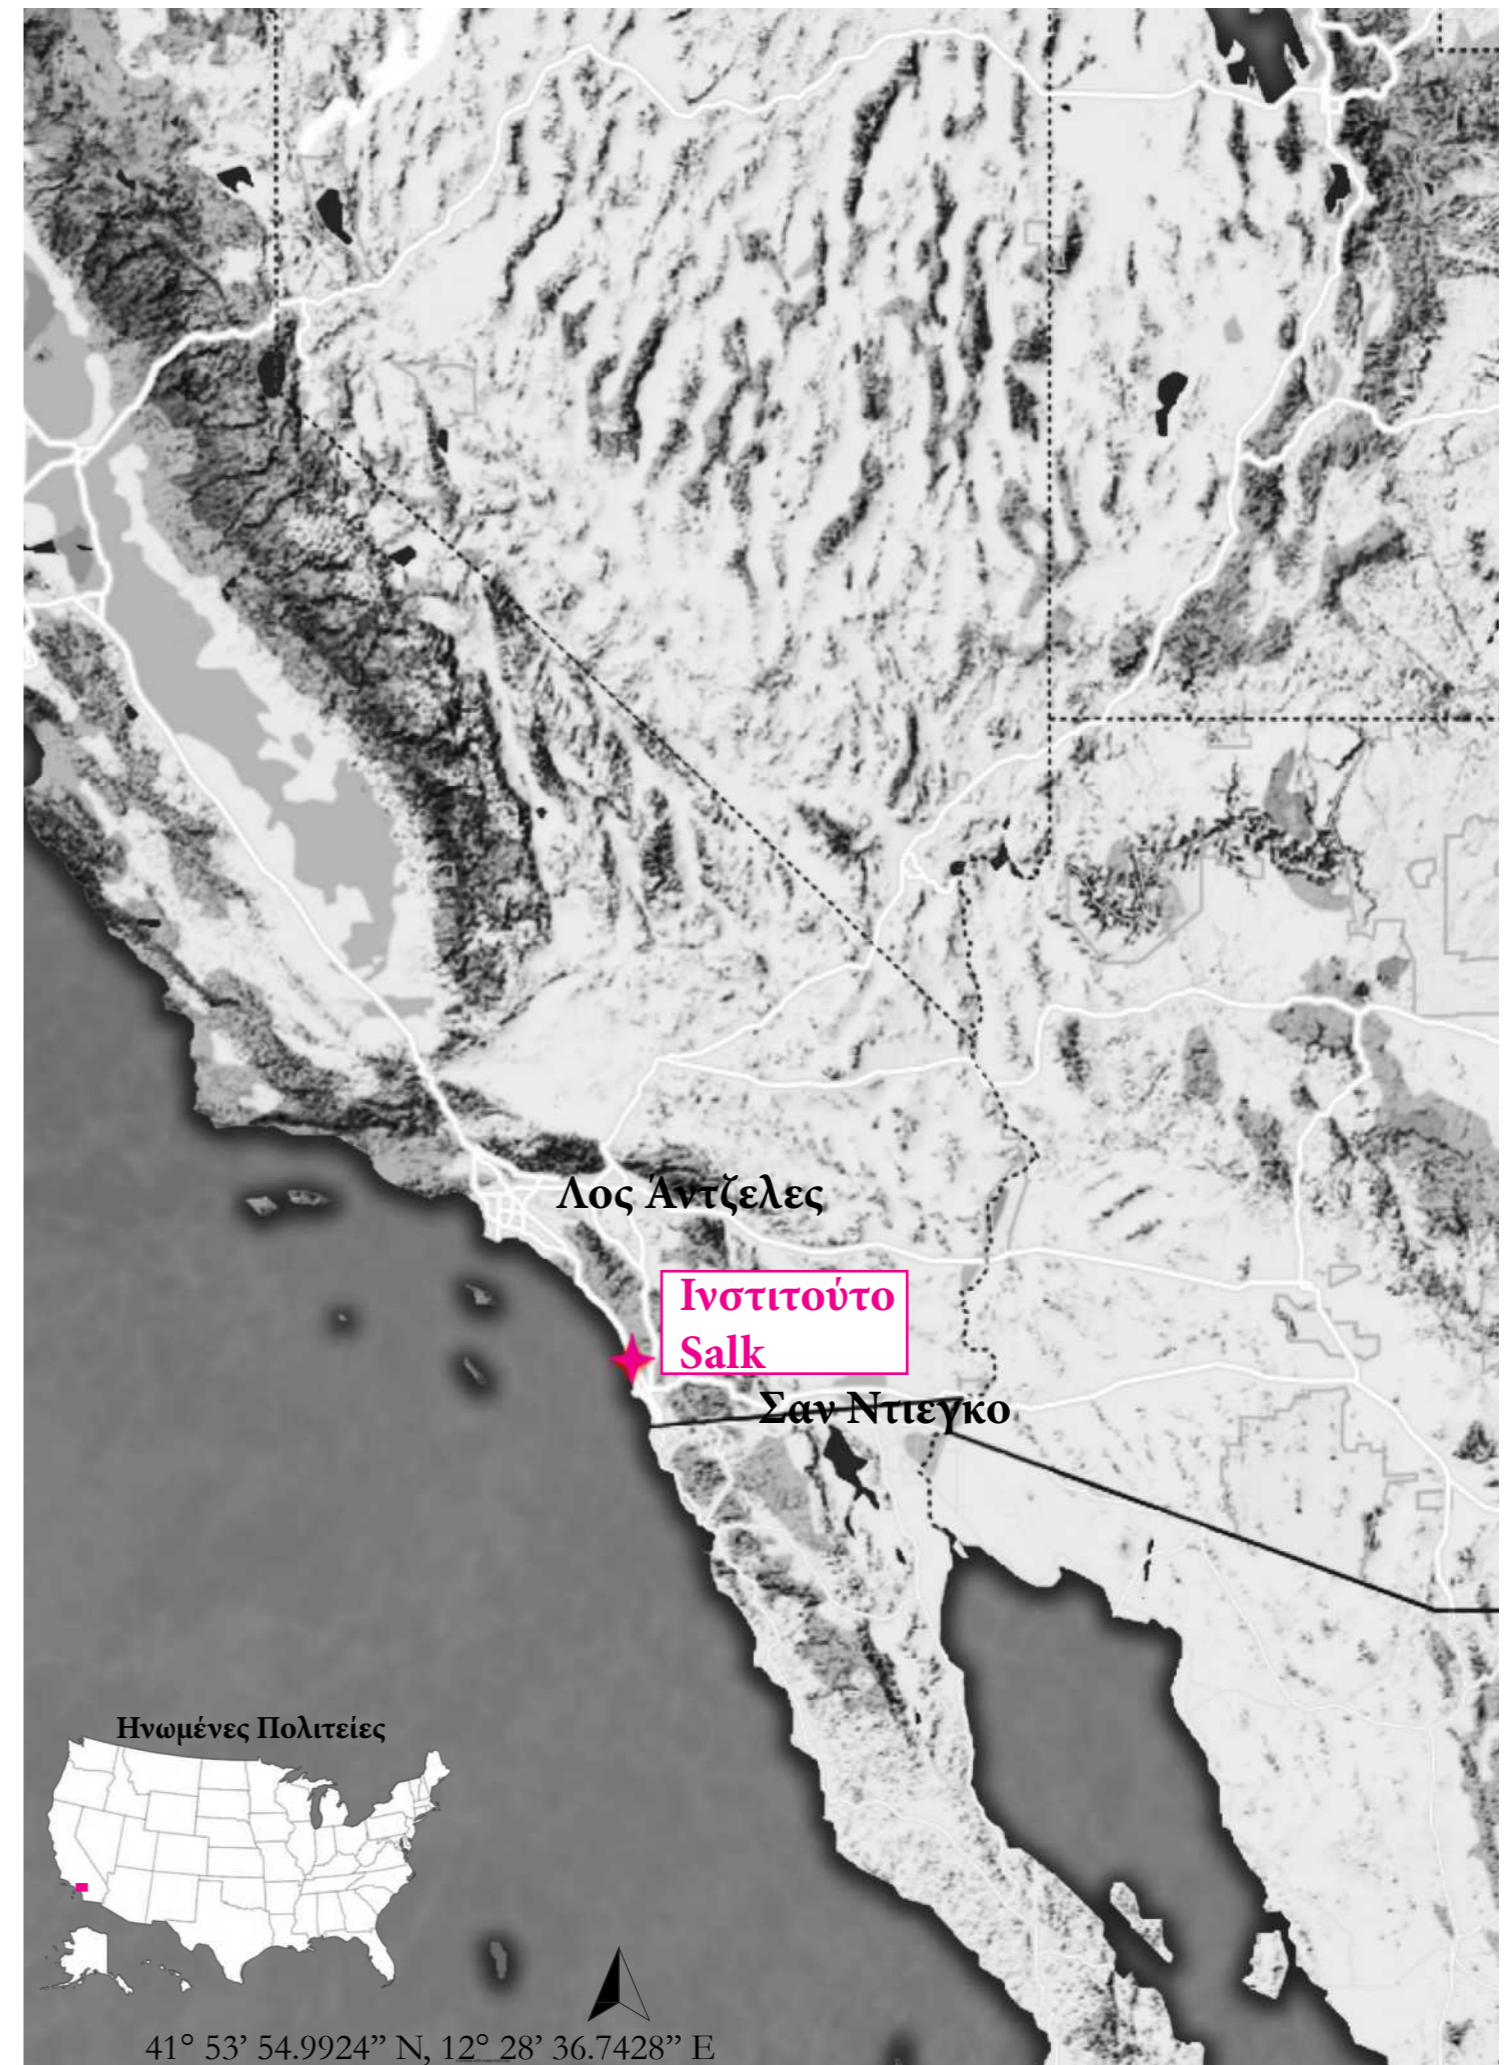 Λος Άντζελες
Ινστιτούτο
Salk
Σαν Ντιεγκο
Ηνωμένες Πολιτείες
41° 53’ 54.9924” N, 12° 28’ 36.7428” E